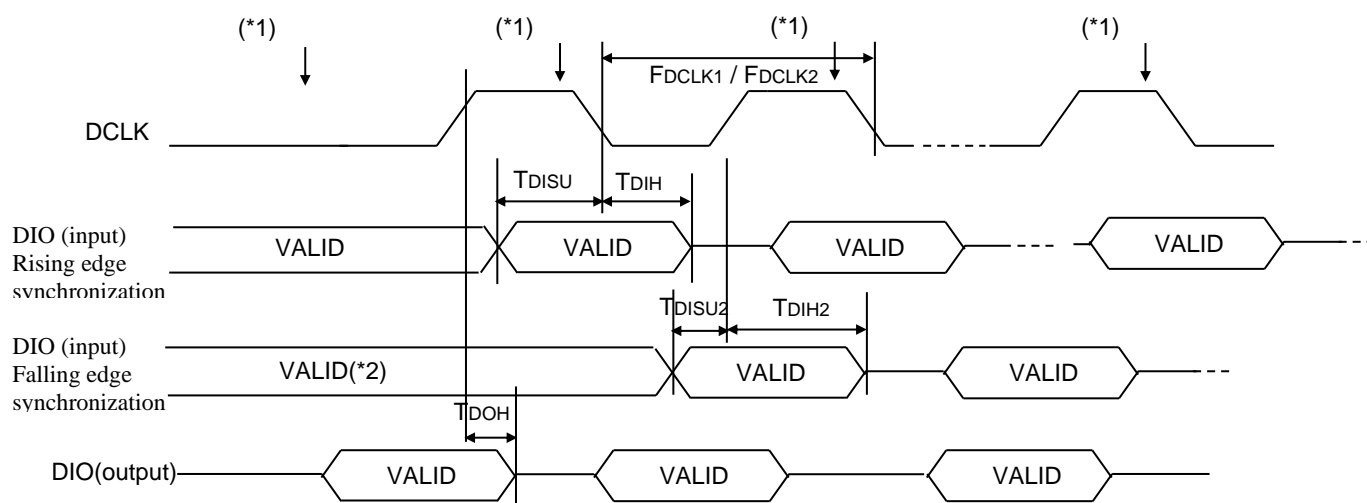 (*1) (*1) (*1) (*1)
FDCLK1 / FDCLK2
DCLK
TDISU TDIH
DIO (input)
Rising edge
synchronization
VALID VALID VALID VALID
TDISU2 TDIH2
DIO (input)
Falling edge
synchronization
VALID(*2) VALID VALID
TDOH
DIO(output) VALID VALID VALID